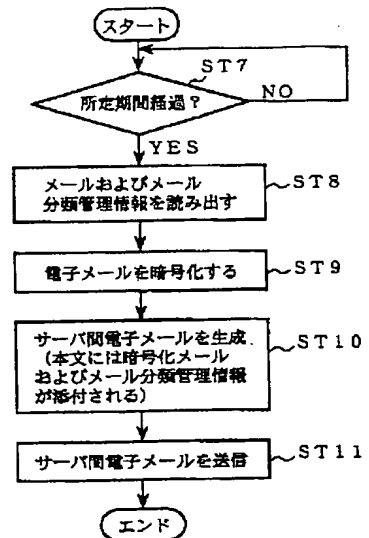 スタート
ST7
所定期間経過?
NO
YES
メールおよびメール
分類管理情報を読み出す
ST8
電子メールを暗号化する
ST9
サーバ間電子メールを生成
(本文には暗号化メール
およびメール分類管理情報
が添付される)
ST10
サーバ間電子メールを送信
ST11
エンド